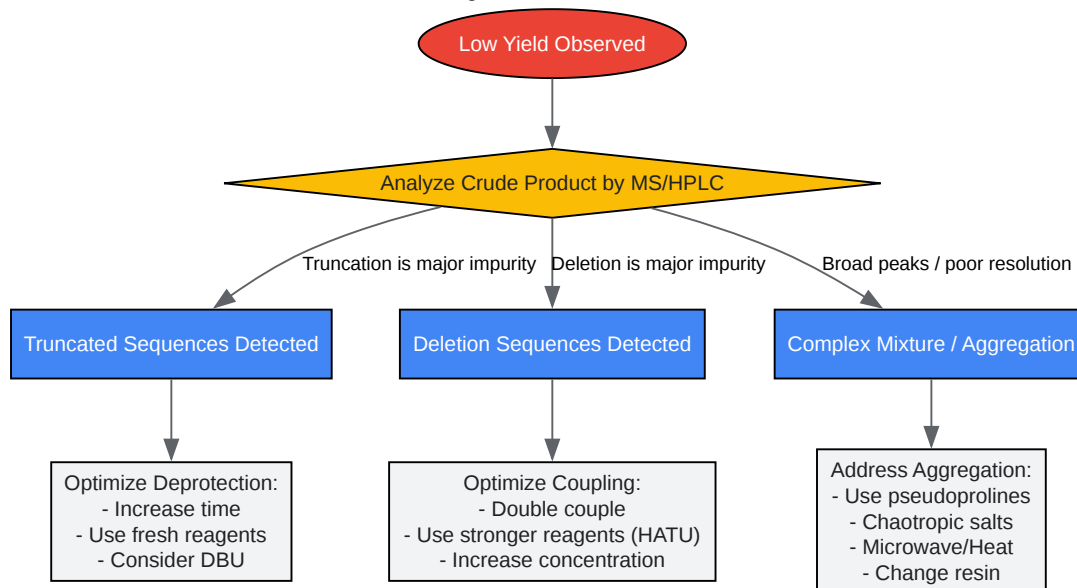 Low Yield Observed
Analyze Crude Product by MS/HPLC
Truncation is major impurity
Deletion is major impurity
Broad peaks / poor resolution
Truncated Sequences Detected
Deletion Sequences Detected
Complex Mixture / Aggregation
Optimize Deprotection:
- Increase time
- Use fresh reagents
- Consider DBU
Optimize Coupling:
- Double couple
- Use stronger reagents (HATU)
- Increase concentration
Address Aggregation:
- Use pseudoprolines
- Chaotropic salts
- Microwave/Heat
- Change resin